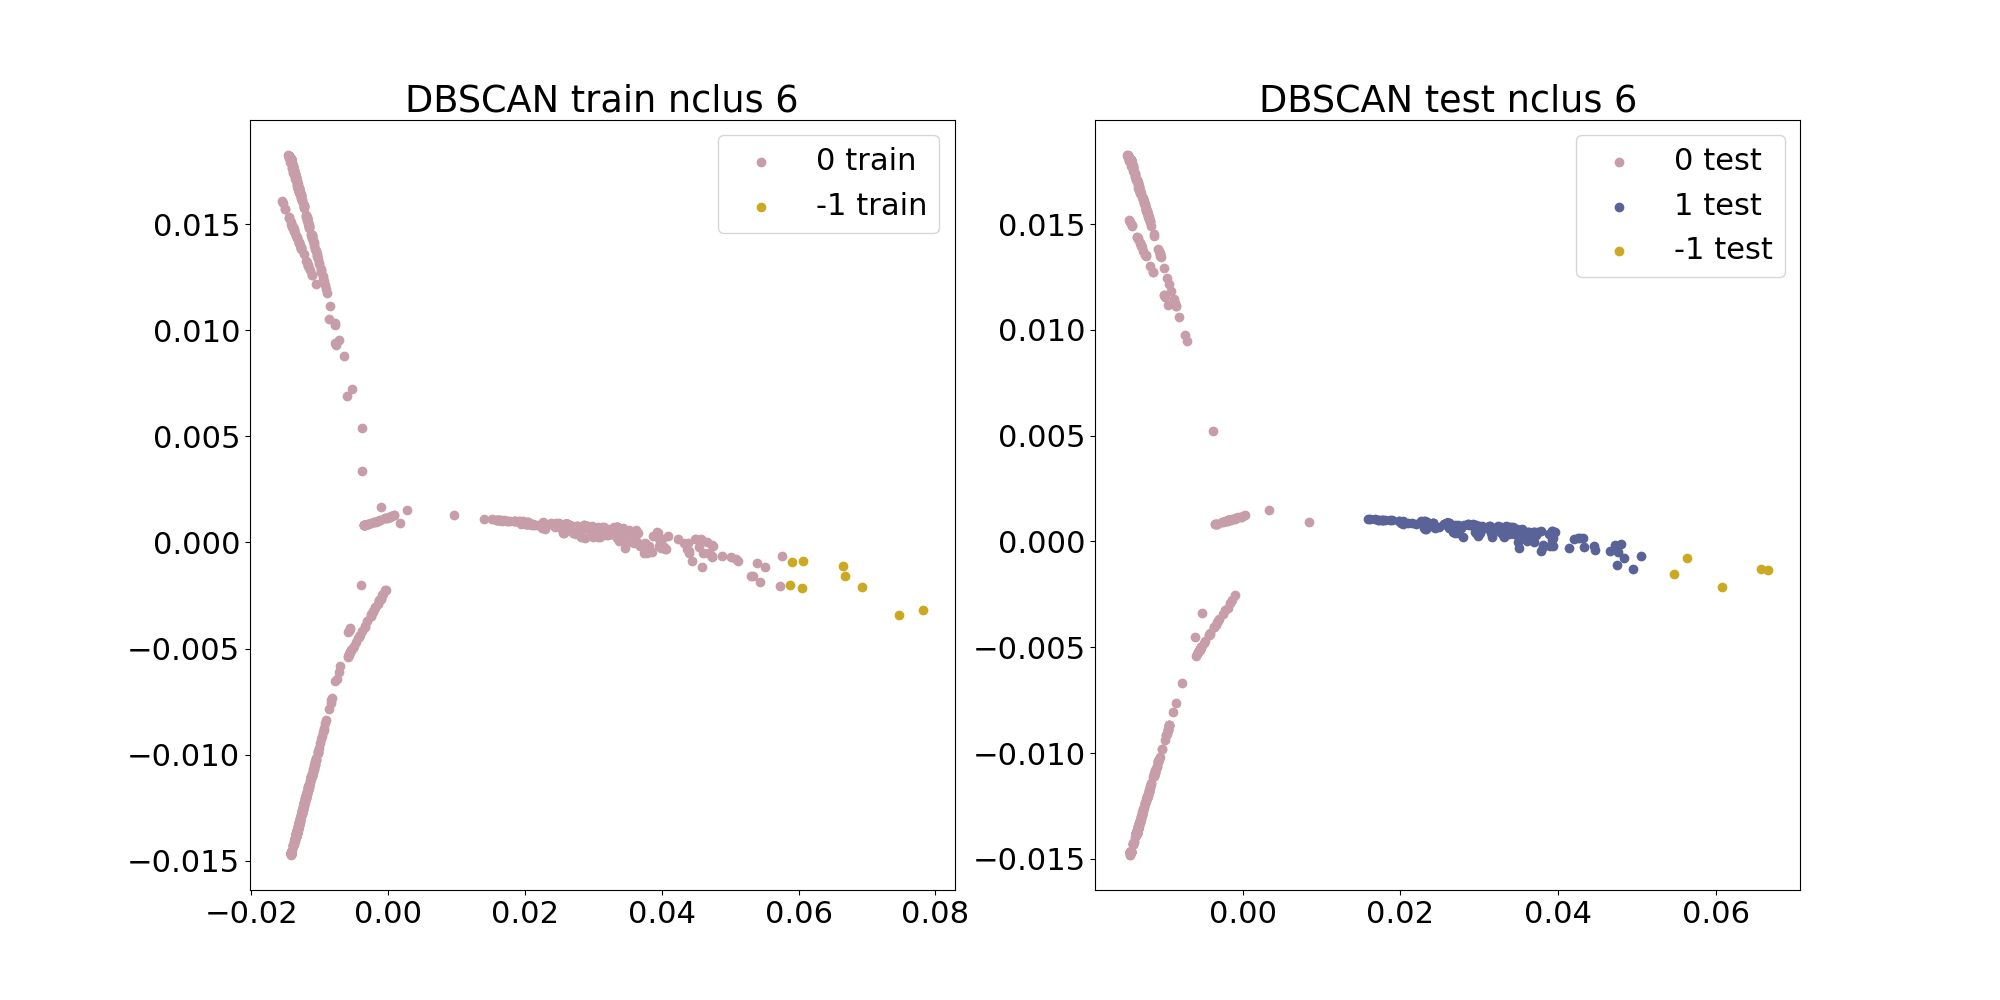 DBSCAN train nclus 6
0 train
-1 train
0.015
0.010
0.005
0.000
−0.005
−0.010
−0.015
−0.02 0.00 0.02 0.04 0.06 0.08
DBSCAN test nclus 6
0 test
1 test
-1 test
0.015
0.010
0.005
0.000
−0.005
−0.010
−0.015
0.00 0.02 0.04 0.06